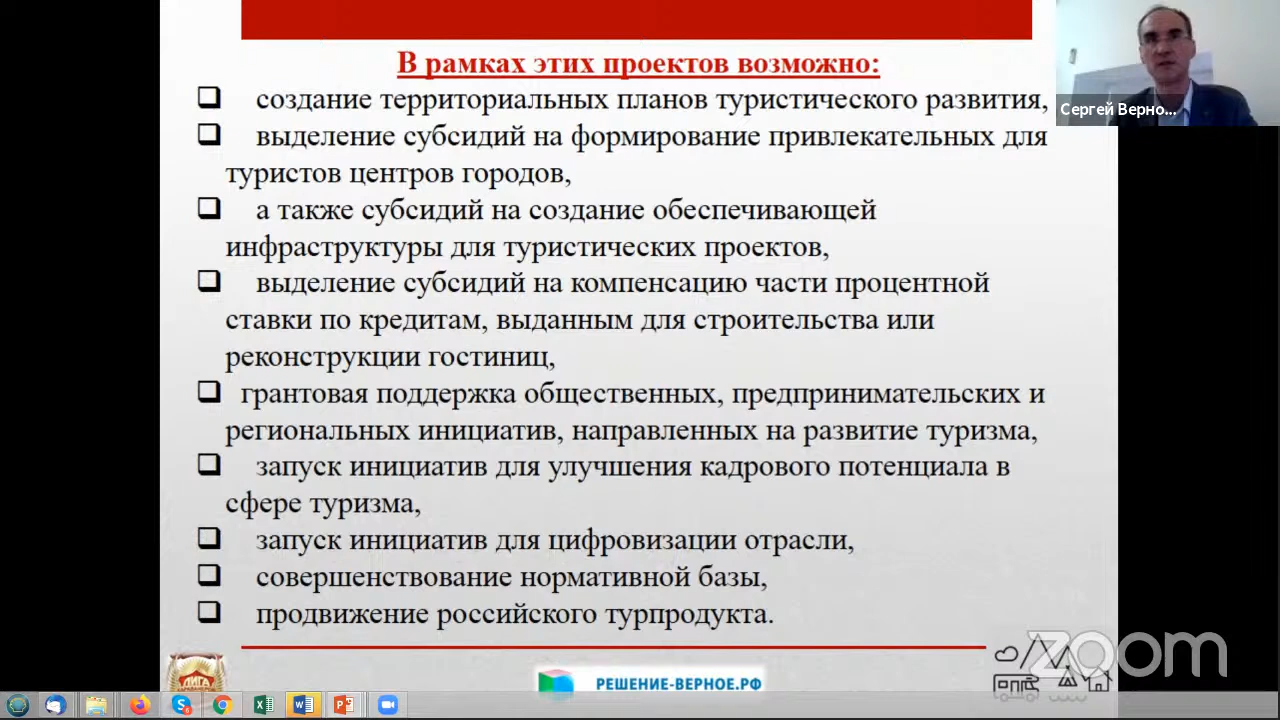 В рамках этих проектов возможно:
создание территориальных планов туристического развития,
Сергей Верно...
выделение субсидий на формирование привлекательных для
туристов центров городов,
а также субсидий на создание обеспечивающей
инфраструктуры для туристических проектов,
выделение субсидий на компенсацию части процентной
ставки по кредитам, выданным для строительства или
реконструкции гостиниц,
грантовая поддержка общественных, предпринимательских и
региональных инициатив, направленных на развитие туризма,
запуск инициатив для улучшения кадрового потенциала в
сфере туризма,
запуск инициатив для цифровизации отрасли,
совершенствование нормативной базы,
продвижение российского турпродукта.
zoom
ЛИГА
РЕШЕНИЕ-ВЕРНОЕ.РФ